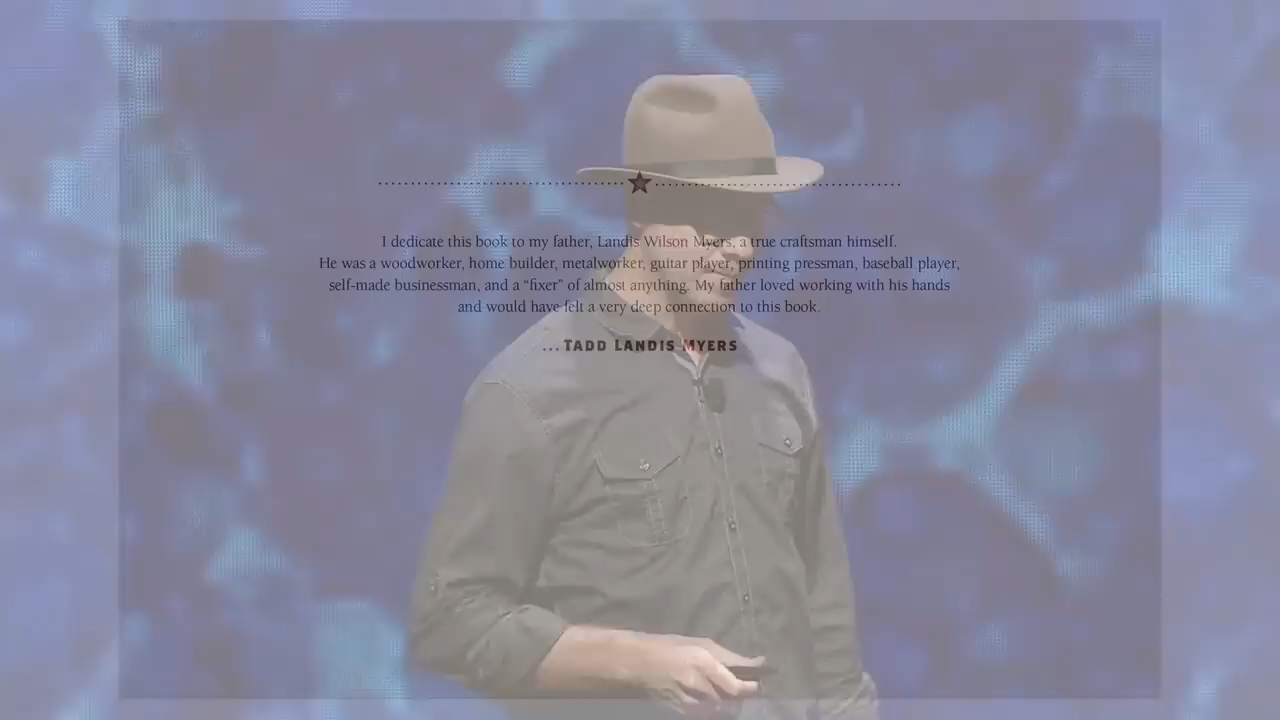 I dedicate this book to my father, Landis Wilson Myers, a true craftsman himself.
He was a woodworker, home builder, metalworker, guitar player, printing pressman, baseball player,
self-made businessman, and a “fixer” of almost anything. My father loved working with his hands
and would have felt a very deep connection to this book.
...TADD LANDIS MYERS